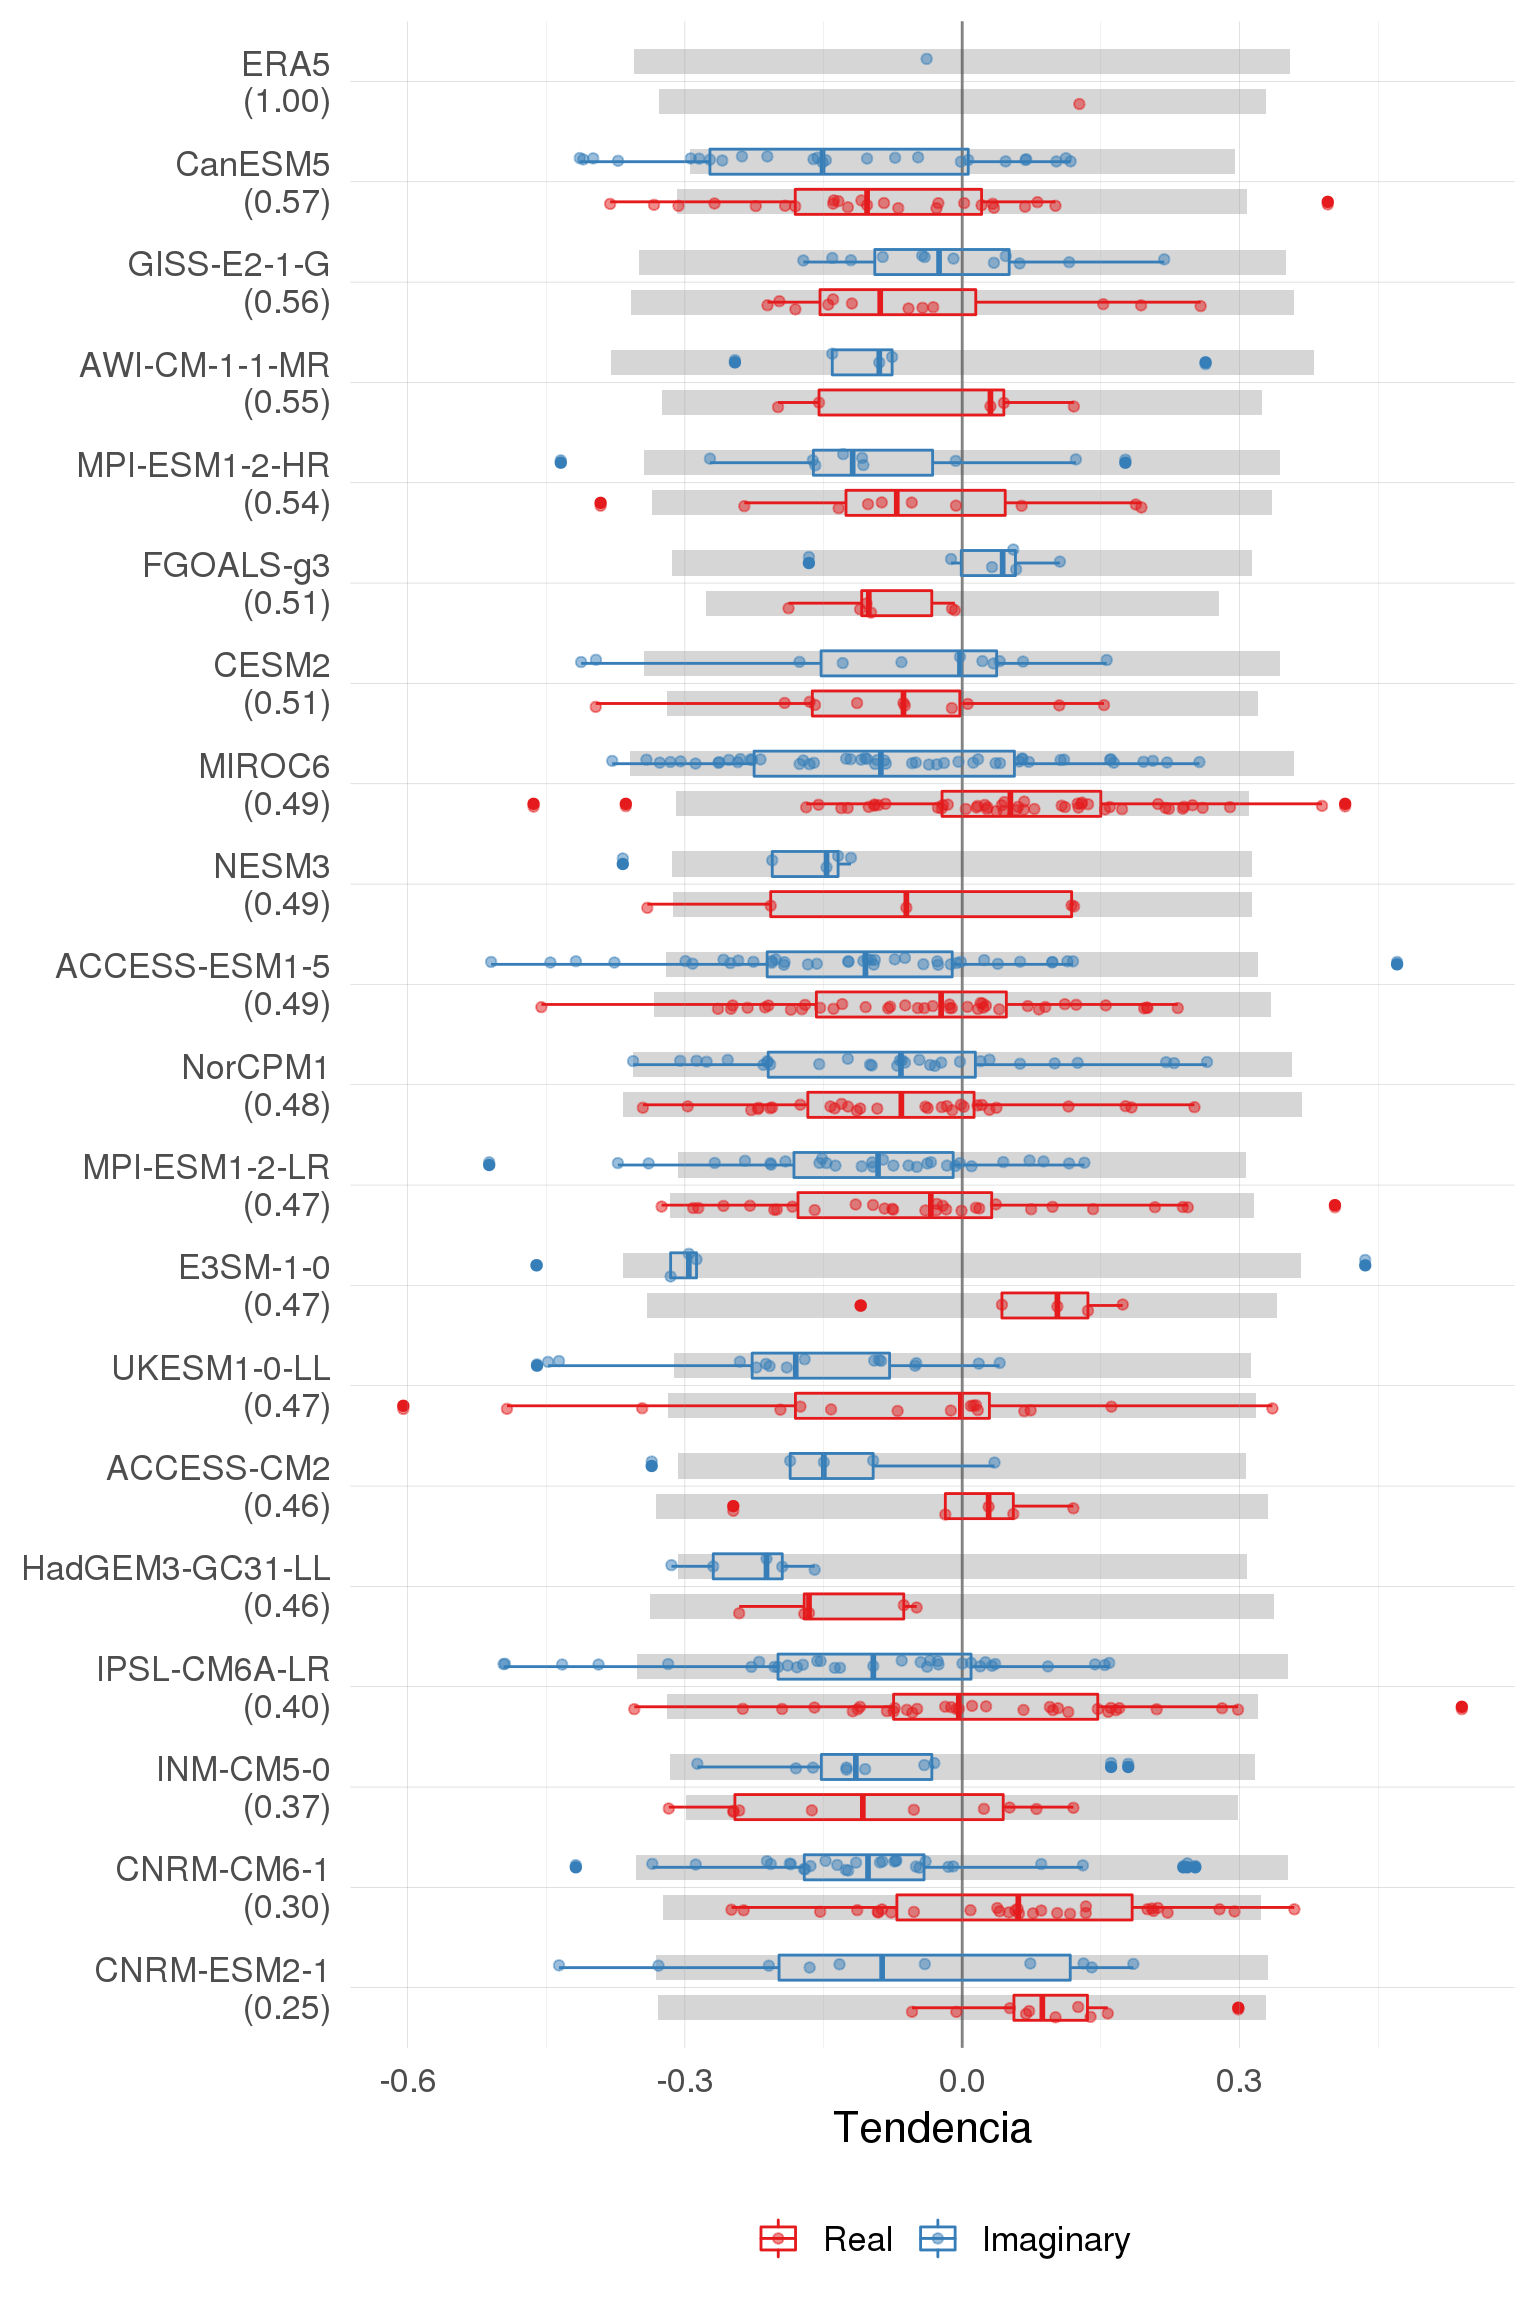 ERA5
(1.00)
CanESM5
(0.57)
GISS-E2-1-G
(0.56)
AWI-CM-1-1-MR
(0.55)
MPI-ESM1-2-HR
(0.54)
FGOALS-g3
(0.51)
CESM2
(0.51)
MIROC6
(0.49)
NESM3
(0.49)
ACCESS-ESM1-5
(0.49)
NorCPM1
(0.48)
MPI-ESM1-2-LR
(0.47)
E3SM-1-0
(0.47)
UKESM1-0-LL
(0.47)
ACCESS-CM2
(0.46)
HadGEM3-GC31-LL
(0.46)
IPSL-CM6A-LR
(0.40)
INM-CM5-0
(0.37)
CNRM-CM6-1
(0.30)
CNRM-ESM2-1
(0.25)
-0.6 -0.3 0.0 0.3
Tendencia
Real Imaginary